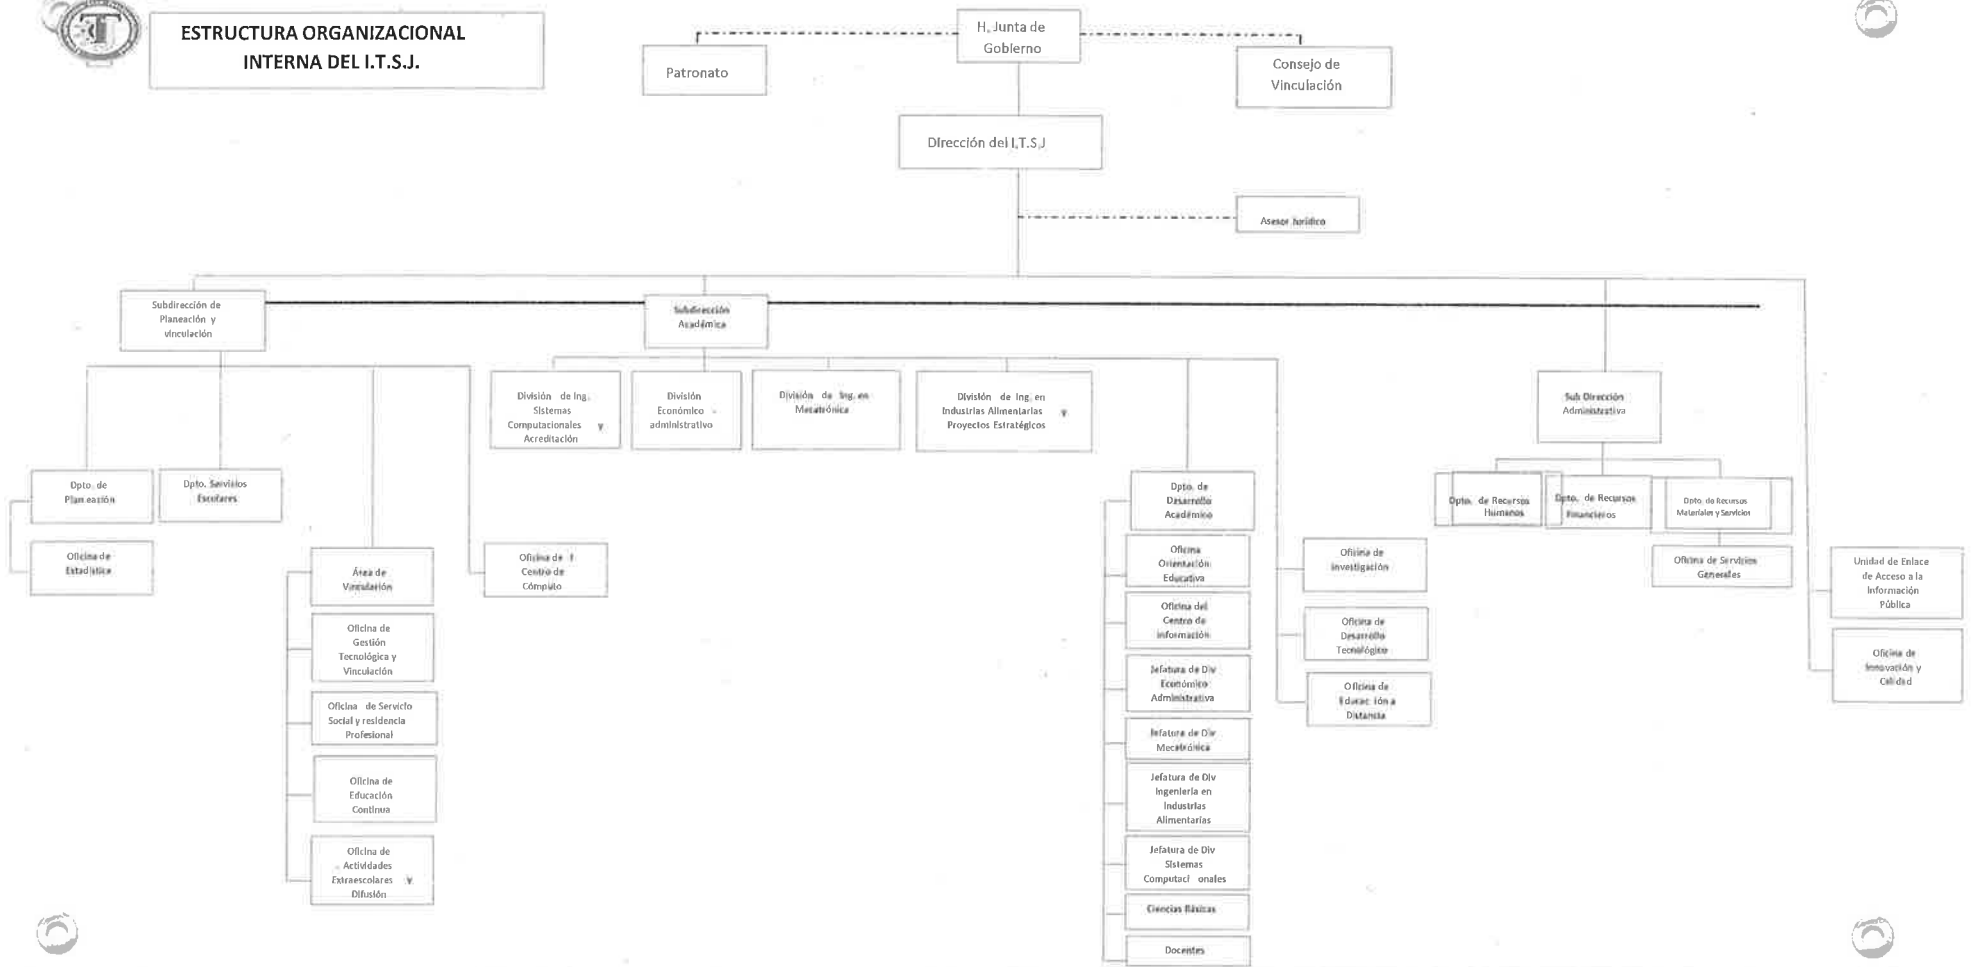 ESTRUCTURA ORGANIZACIONAL
INTERNA DEL I.T.S.J.
H. Junta de
Gobierno
Patronato
Consejo de
Vinculación
Dirección del I.T.S.J
Asesor Jurídico
Subdirección de
Planeación y
vinculación
Subdirección
Académica
División de Ing.
Sistemas
Computacionales y
Acreditación
División
Económico -
administrativo
División de Ing. en
Mecatrónica
División de Ing. en
Industrias Alimentarias y
Proyectos Estratégicos
Sub Dirección
Administrativa
Dpto. de
Planeación
Dpto. Servicios
Escolares
Oficina de
Estadística
Área de
Vinculación
Oficina de
Gestión
Tecnológica y
Vinculación
Oficina de Servicio
Social y residencia
Profesional
Oficina de
Educación
Continua
Oficina de
Actividades
Extraescolares y
Difusión
Oficina de l
Centro de
Cómputo
Dpto. de
Desarrollo
Académico
Oficina
Orientación
Educativa
Oficina del
Centro de
información
Jefatura de Div
Económico
Administrativa
Jefatura de Div
Mecatrónica
Jefatura de Div
Ingeniería en
Industrias
Alimentarias
Jefatura de Div
Sistemas
Computaci onales
Ciencias Básicas
Docentes
Oficina de
investigación
Oficina de
Desarrollo
Tecnológico
Oficina de
Educac ión a
Distancia
Dpto. de Recursos
Humanos
Dpto. de Recursos
Financieros
Dpto. de Recursos
Materiales y Servicios
Oficina de Servicios
Generales
Unidad de Enlace
de Acceso a la
Información
Pública
Oficina de
Innovación y
Calidad